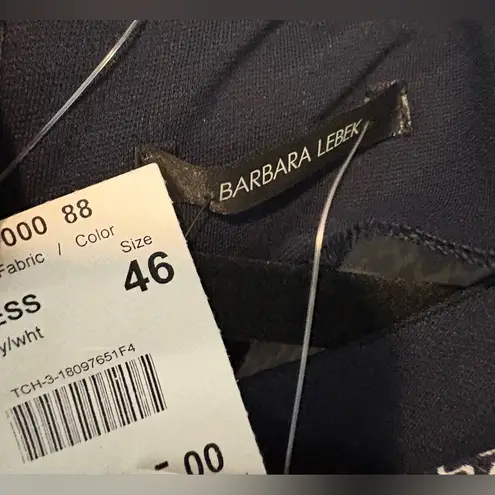 BARBARA LEBEK
000 88
Fabric / Color
Size
46
ESS
y/wht
TCH-3-18097651F4
00